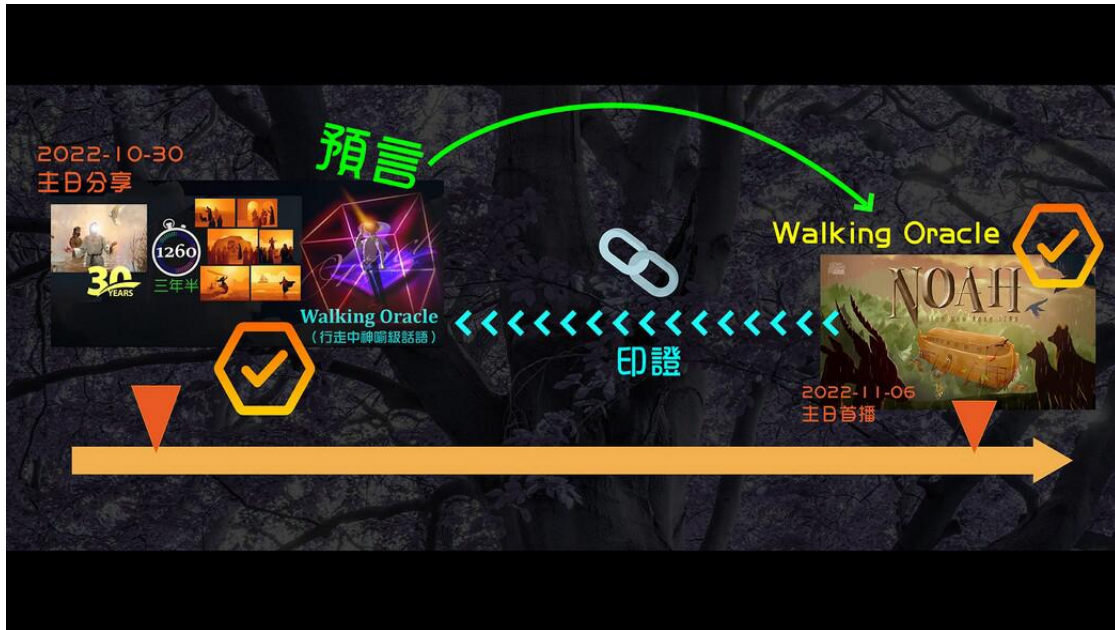 2022-10-30
主日分享
30
YEARS
1260
三年半
預言
Walking Oracle
（行走中神喻級話語）
印證
Walking Oracle
NOAH
2022-11-06
主日首播